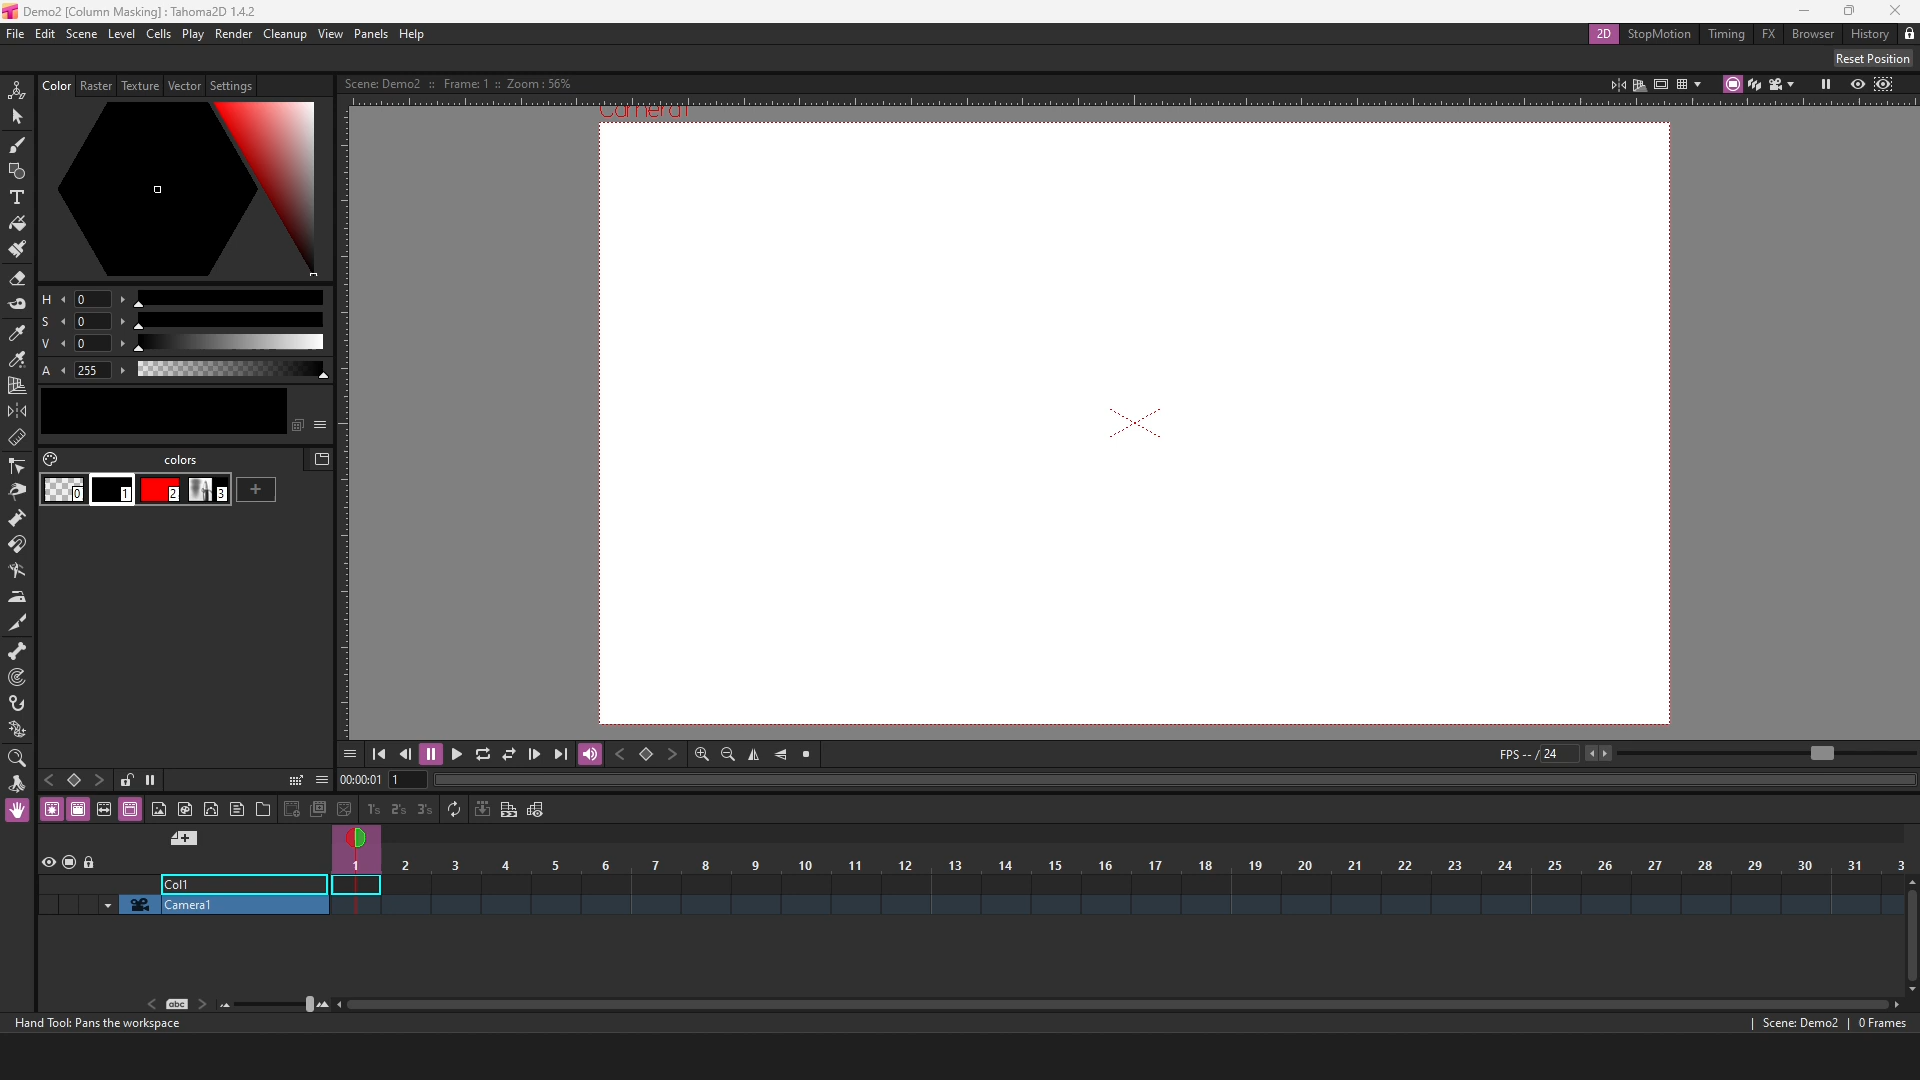 Demo2 [Column Masking] : Tahoma2D 1.4.2
File Edit Scene Level Cells Play Render Cleanup View Panels Help
2D StopMotion Timing FX Browser History
Reset Position
Color Raster Texture Vector Settings
Scene: Demo2 :: Frame: 1 :: Zoom : 56%
Camera1
H 0
S 0
V 0
A 255
colors
0 1 2 3 +
FPS -- / 24
00:00:01 1
1's 2's 3's
1 2 3 4 5 6 7 8 9 10 11 12 13 14 15 16 17 18 19 20 21 22 23 24 25 26 27 28 29 30 31 3
Col1
Camera1
abc
Hand Tool: Pans the workspace
| Scene: Demo2 | 0 Frames